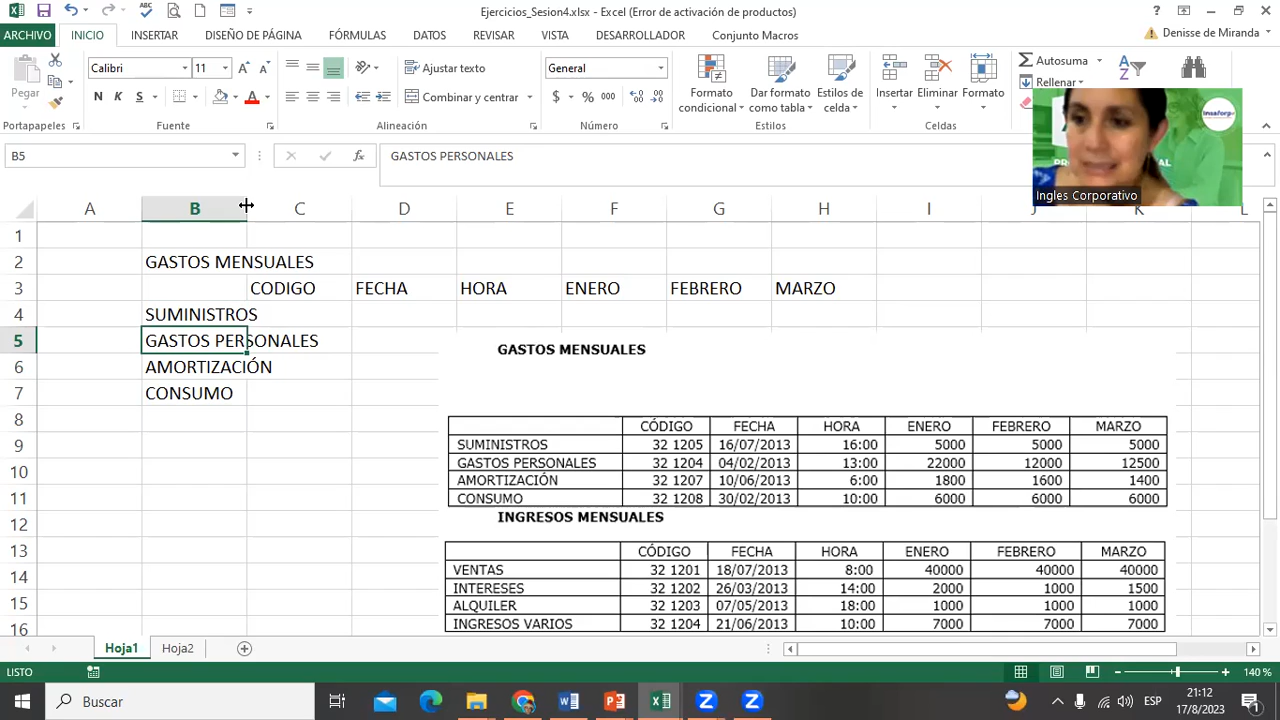 Ejercicios_Sesion4.xlsx - Excel (Error de activación de productos)
ARCHIVO INICIO INSERTAR DISEÑO DE PÁGINA FÓRMULAS DATOS REVISAR VISTA DESARROLLADOR Conjunto Macros Denisse de Miranda
Pegar
Calibri 11
N K S
Ajustar texto
Combinar y centrar
General
$ % 000
Formato condicional
Dar formato como tabla
Estilos de celda
Insertar
Eliminar
Formato
Autosuma
Rellenar
Portapapeles Fuente Alineación Número Estilos Celdas
B5 fx GASTOS PERSONALES
Insaforp
Ingles Corporativo
A B C D E F G H I J K L
1
2 GASTOS MENSUALES
3 CODIGO FECHA HORA ENERO FEBRERO MARZO
4 SUMINISTROS
5 GASTOS PERSONALES
6 AMORTIZACIÓN
7 CONSUMO
8
9
10
11
12
13
14
15
16
GASTOS MENSUALES
CÓDIGO FECHA HORA ENERO FEBRERO MARZO
SUMINISTROS 32 1205 16/07/2013 16:00 5000 5000 5000
GASTOS PERSONALES 32 1204 04/02/2013 13:00 22000 12000 12500
AMORTIZACIÓN 32 1207 10/06/2013 6:00 1800 1600 1400
CONSUMO 32 1208 30/02/2013 10:00 6000 6000 6000
INGRESOS MENSUALES
CÓDIGO FECHA HORA ENERO FEBRERO MARZO
VENTAS 32 1201 18/07/2013 8:00 40000 40000 40000
INTERESES 32 1202 26/03/2013 14:00 2000 1000 1500
ALQUILER 32 1203 07/05/2013 18:00 1000 1000 1000
INGRESOS VARIOS 32 1204 21/06/2013 10:00 7000 7000 7000
Hoja1 Hoja2
LISTO 140 %
Buscar
ESP
21:12
17/8/2023